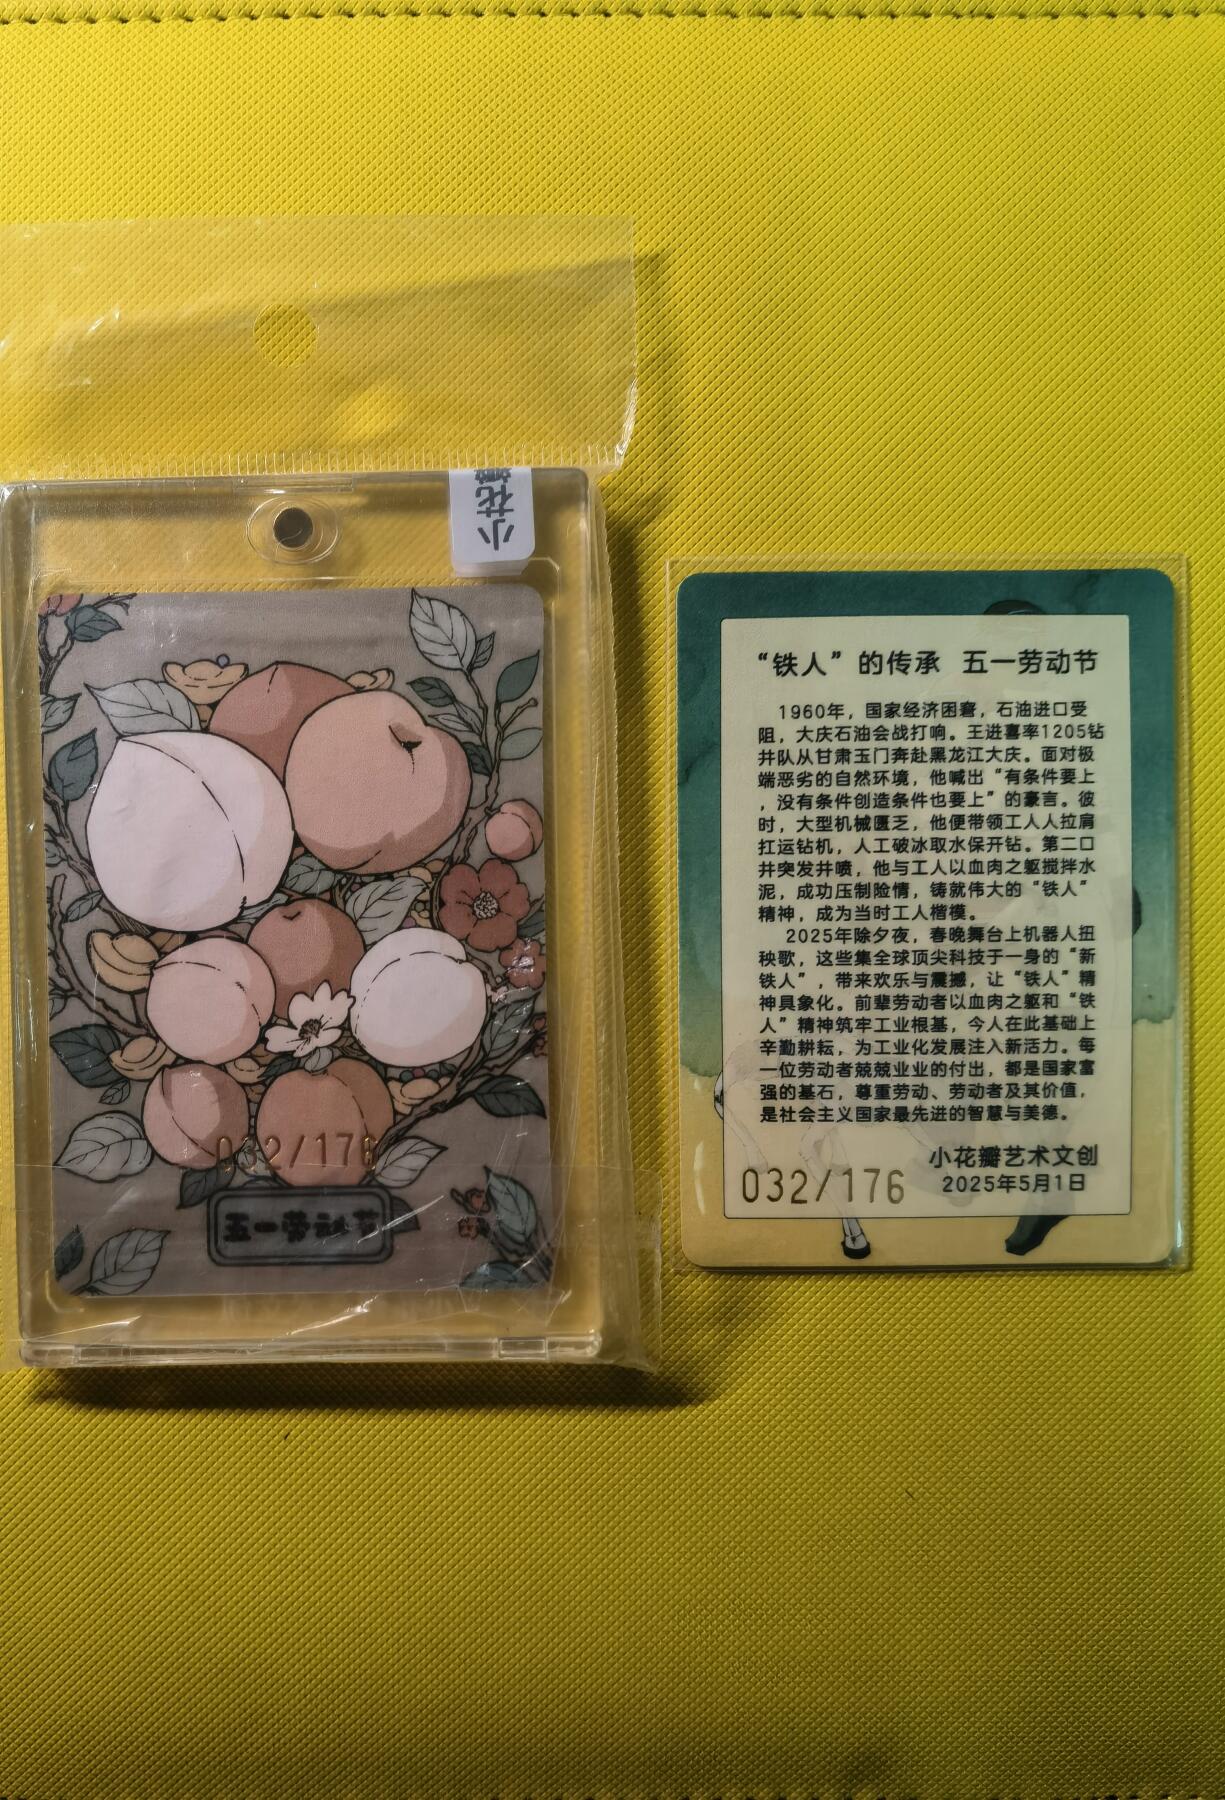 小花瓣
032/176
五一劳动节
“铁人”的传承 五一劳动节
1960年，国家经济困窘，石油进口受
阻，大庆石油会战打响。王进喜率1205钻
井队从甘肃玉门奔赴黑龙江大庆。面对极
端恶劣的自然环境，他喊出“有条件要上
，没有条件创造条件也要上”的豪言。彼
时，大型机械匮乏，他便带领工人人拉肩
扛运钻机，人工破冰取水保开钻。第二口
井突发井喷，他与工人以血肉之躯搅拌水
泥，成功压制险情，铸就伟大的“铁人”
精神，成为当时工人楷模。
2025年除夕夜，春晚舞台上机器人扭
秧歌，这些集全球顶尖科技于一身的“新
铁人”，带来欢乐与震撼，让“铁人”精
神具象化。前辈劳动者以血肉之躯和“铁
人”精神筑牢工业根基，今人在此基础上
辛勤耕耘，为工业化发展注入新活力。每
一位劳动者兢兢业业的付出，都是国家富
强的基石，尊重劳动、劳动者及其价值，
是社会主义国家最先进的智慧与美德。
小花瓣艺术文创
032/176 2025年5月1日